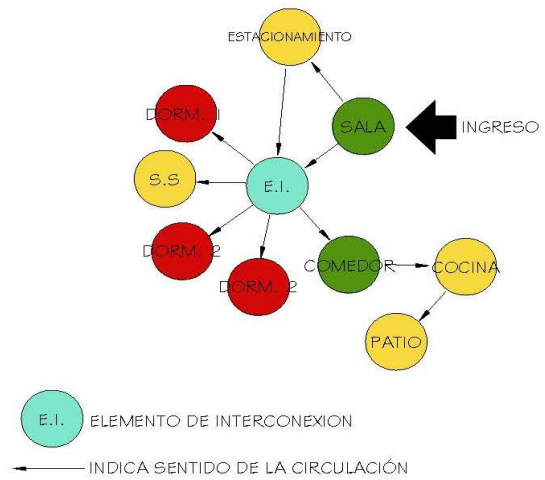 ESTACIONAMIENTO
DORM. 1
SALA
INGRESO
S.S
E.I.
DORM. 2
COMEDOR
COCINA
DORM. 2
PATIO
E.I. ELEMENTO DE INTERCONEXION
INDICA SENTIDO DE LA CIRCULACIÓN